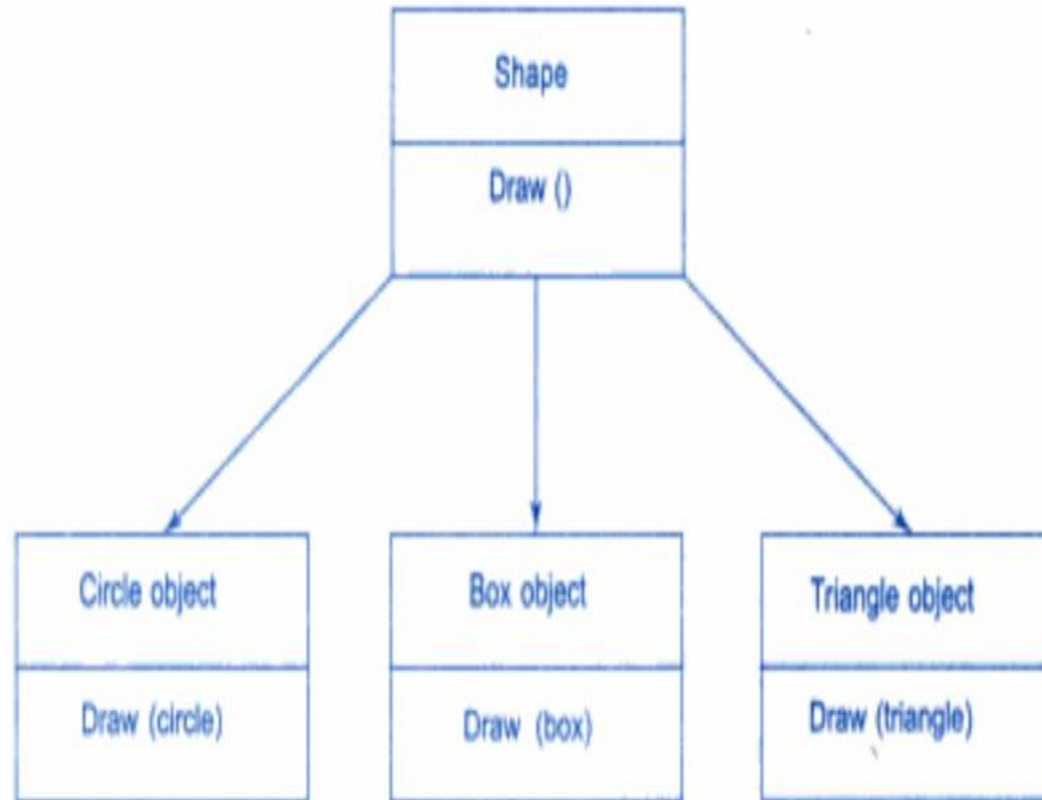 Shape
Draw ()
Circle object
Draw (circle)
Box object
Draw (box)
Triangle object
Draw (triangle)